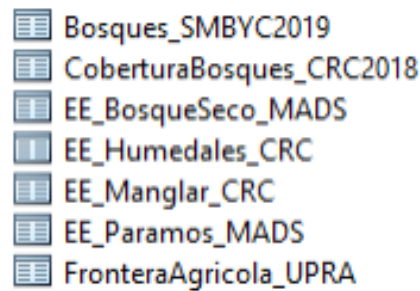 Bosques_SMBYC2019
CoberturaBosques_CRC2018
EE_BosqueSeco_MADS
EE_Humedales_CRC
EE_Manglar_CRC
EE_Paramos_MADS
FronteraAgricola_UPRA